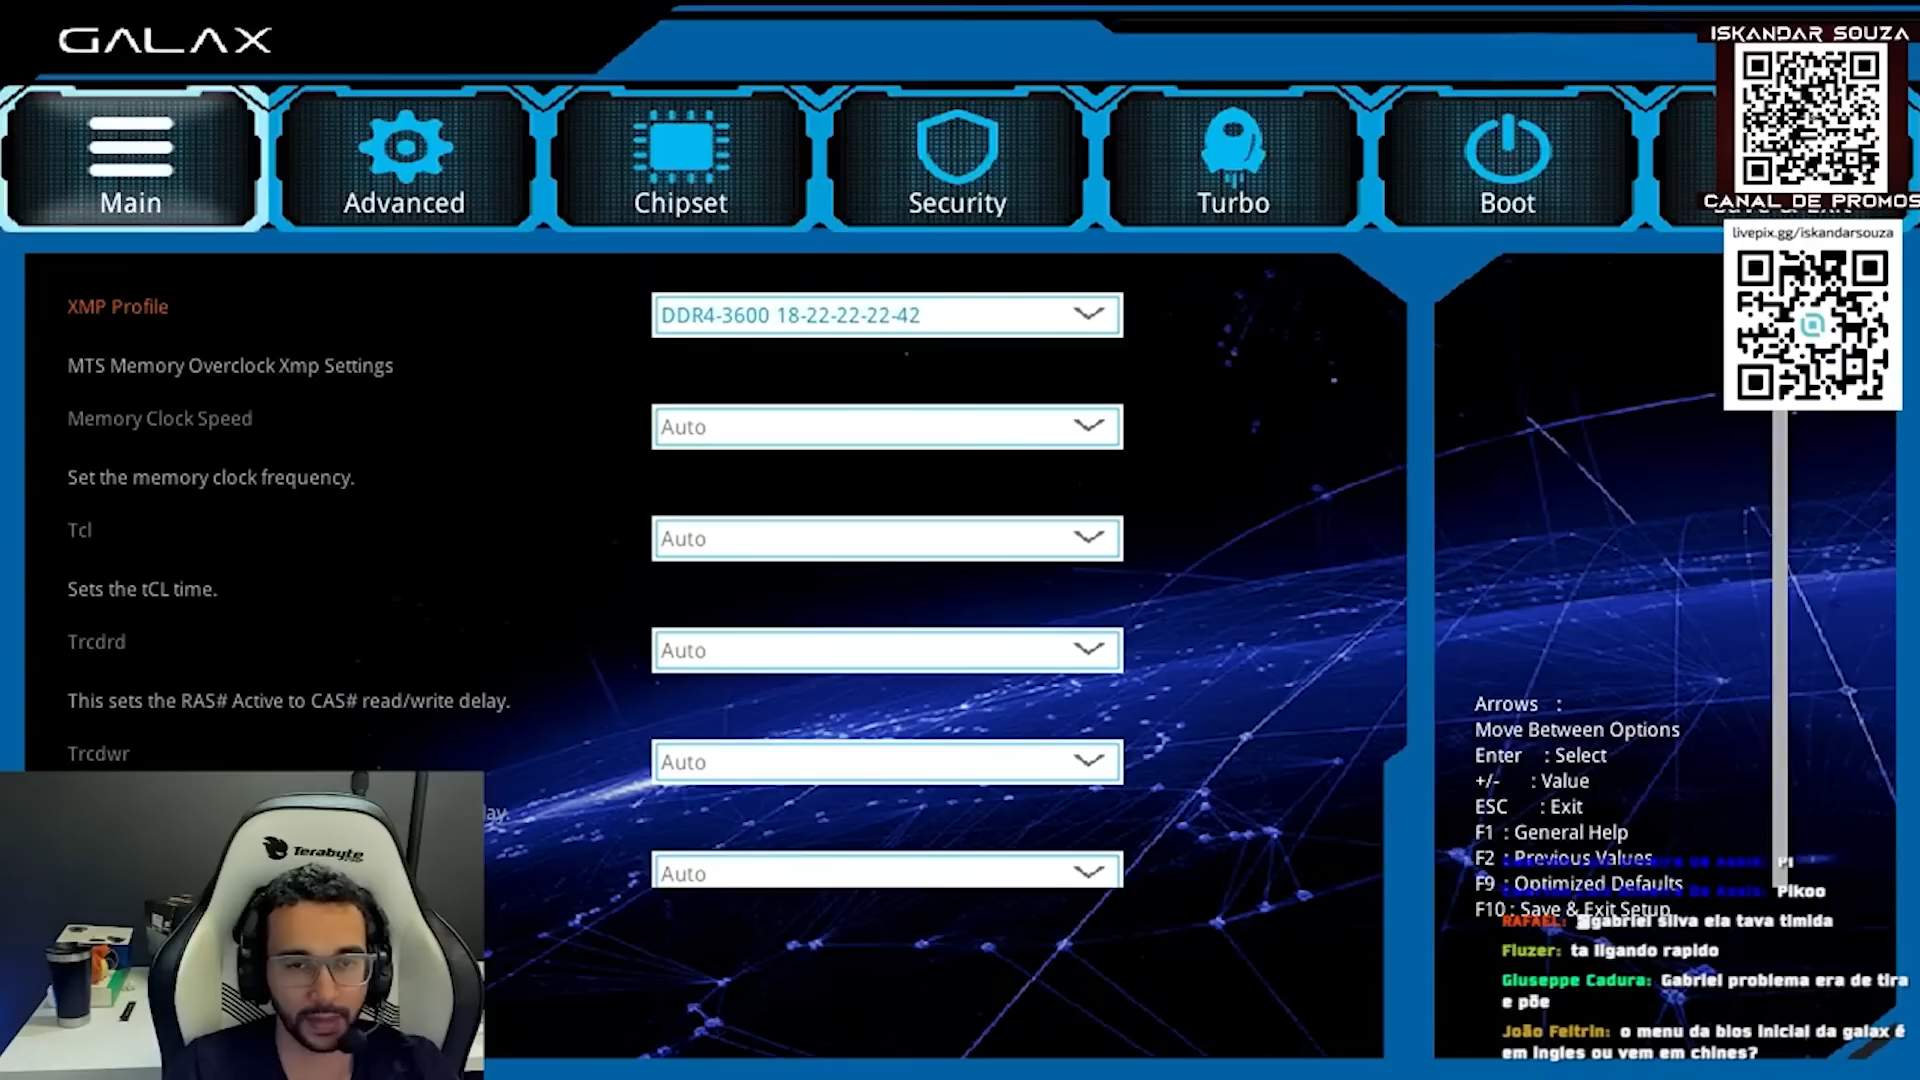 GALAX
ISKANDAR SOUZA
Main
Advanced
Chipset
Security
Turbo
Boot
CANAL DE PROMOS
livepix.gg/iskandarsouza
XMP Profile
DDR4-3600 18-22-22-22-42
MTS Memory Overclock Xmp Settings
Memory Clock Speed
Auto
Set the memory clock frequency.
Tcl
Auto
Sets the tCL time.
Trcdrd
Auto
This sets the RAS# Active to CAS# read/write delay.
Trcdwr
Auto
lay.
Auto
Terabyte
Arrows :
Move Between Options
Enter : Select
+/- : Value
ESC : Exit
F1 : General Help
F2 : Previous Values
F9 : Optimized Defaults
F10 : Save & Exit Setup
PI
Pikoo
RAFAEL: @gabriel silva ela tava timida
Fluzer: ta ligando rapido
Giuseppe Cadura: Gabriel problema era de tira
e põe
João Feltrin: o menu da bios inicial da galax é
em ingles ou vem em chines?